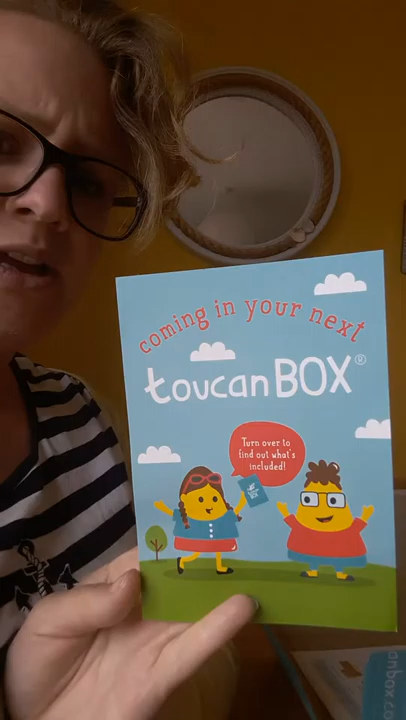 coming in your next
toucanBOX®
Turn over to
find out what's
included!